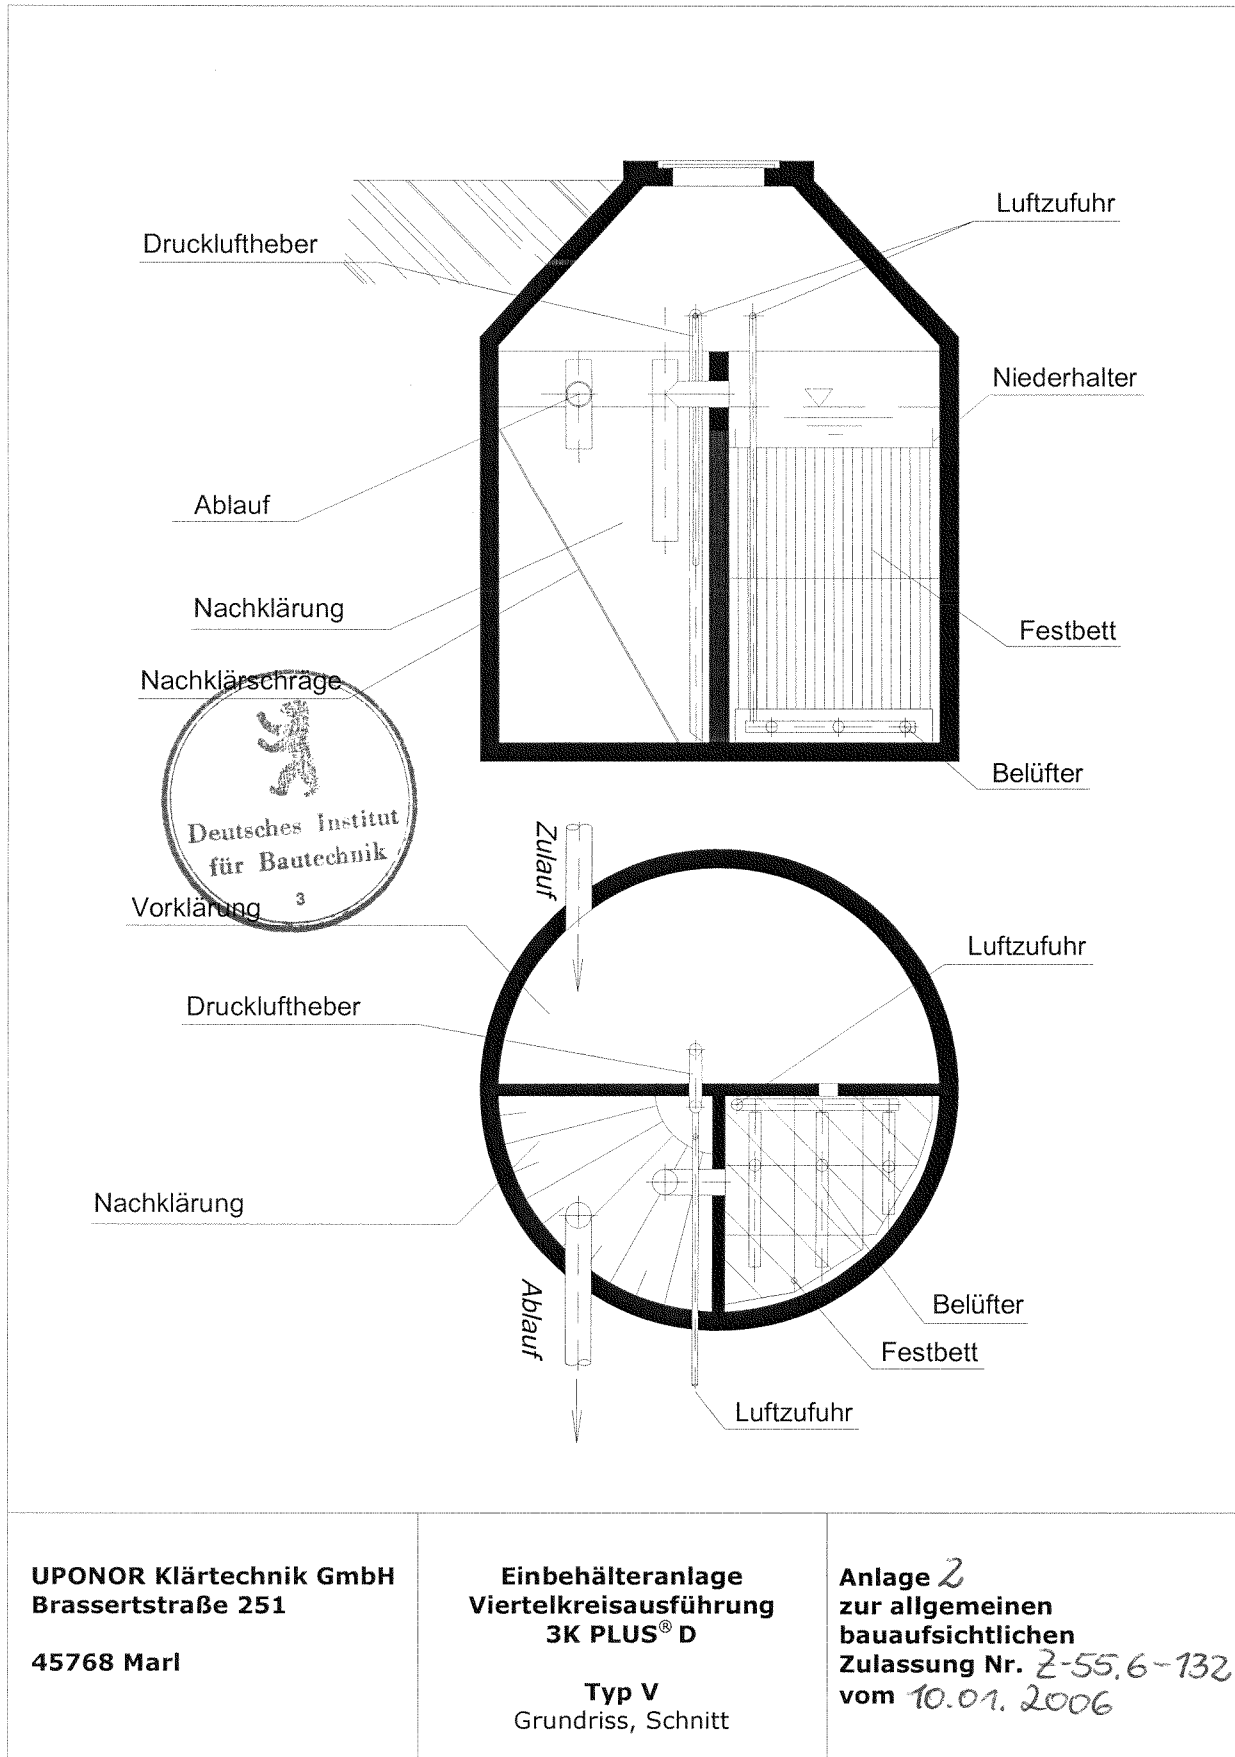 Luftzufuhr
Druckluftheber
Niederhalter
Ablauf
Nachklärung
Festbett
Nachklärschräge
Belüfter
Deutsches Institut
für Bautechnik
3
Zulauf
Vorklärung
Luftzufuhr
Druckluftheber
Nachklärung
Ablauf
Belüfter
Festbett
Luftzufuhr
UPONOR Klärtechnik GmbH
Brassertstraße 251
45768 Marl
Einbehälteranlage
Viertelkreisausführung
3K PLUS® D
Typ V
Grundriss, Schnitt
Anlage 2
zur allgemeinen
bauaufsichtlichen
Zulassung Nr. Z-55.6-132
vom 10.01.2006